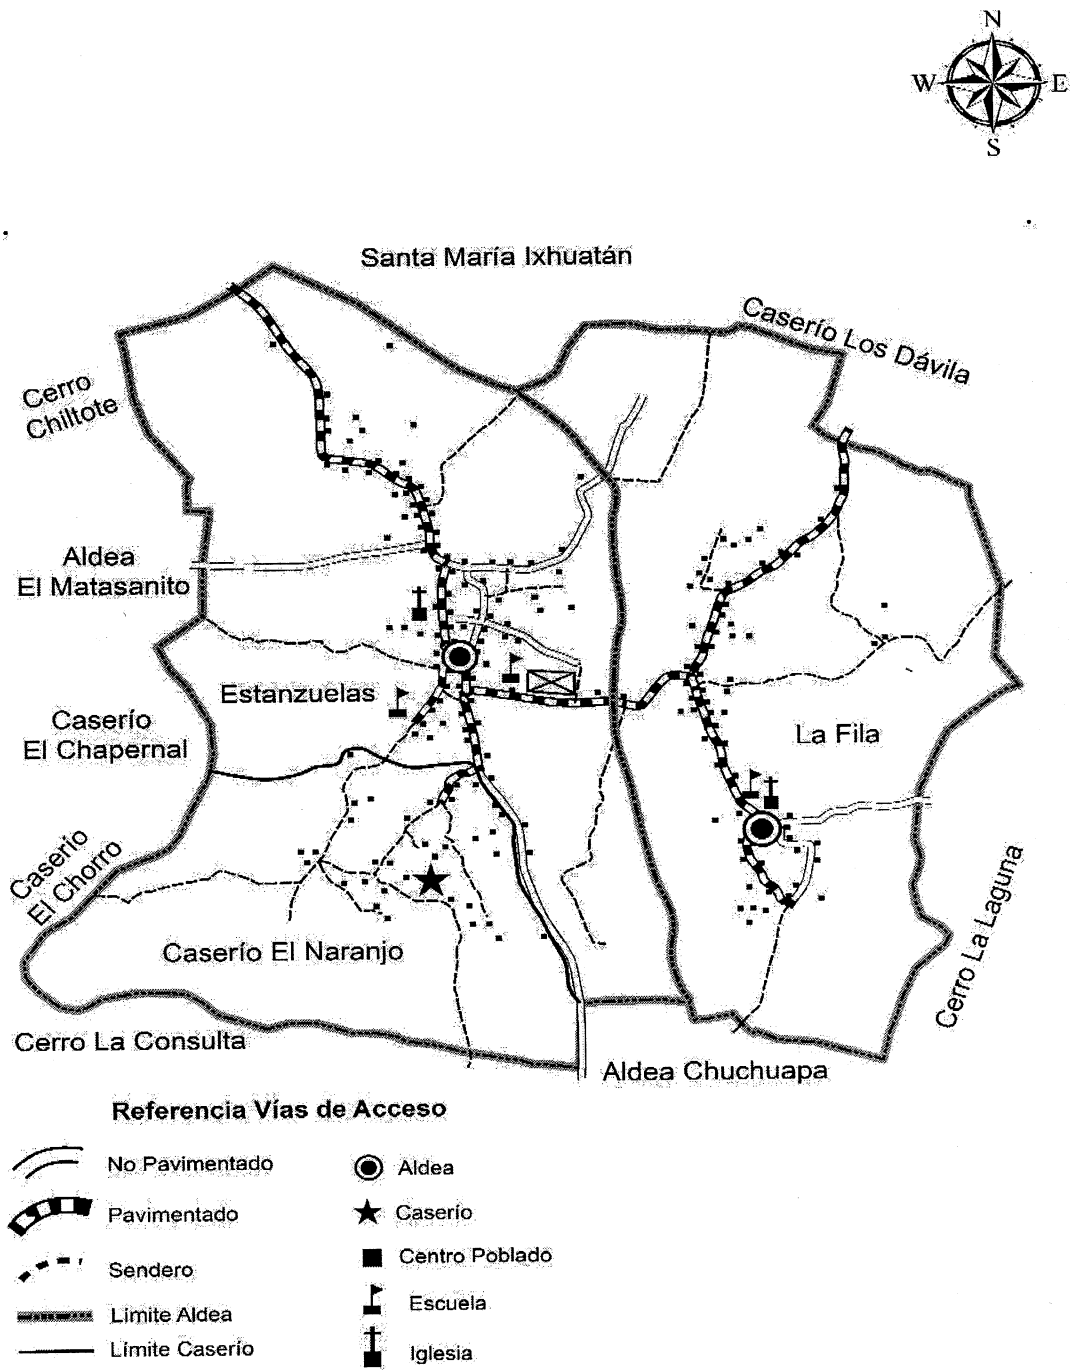 N
W E
S
Santa María Ixhuatán
Caserío Los Dávila
Cerro
Chiltote
Aldea
El Matasanito
Estanzuelas
Caserío
El Chapernal
La Fila
Caserío
El Chorro
Caserío El Naranjo
Cerro La Laguna
Cerro La Consulta
Aldea Chuchuapa
Referencia Vías de Acceso
No Pavimentado
Pavimentado
Sendero
Límite Aldea
Límite Caserío
Aldea
Caserío
Centro Poblado
Escuela
Iglesia